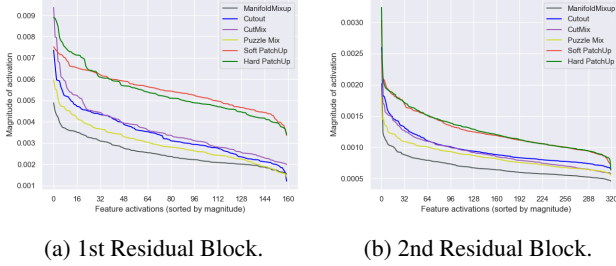 0.009
0.008
0.007
0.006
0.005
0.004
0.003
0.002
0.001
Magnitude of activation
ManifoldMixup
Cutout
CutMix
Puzzle Mix
Soft PatchUp
Hard PatchUp
0 16 32 48 64 80 96 112 128 144 160
Feature activations (sorted by magnitude)
(a) 1st Residual Block.
0.0030
0.0025
0.0020
0.0015
0.0010
0.0005
Magnitude of activation
ManifoldMixup
Cutout
CutMix
Puzzle Mix
Soft PatchUp
Hard PatchUp
0 32 64 96 128 160 192 224 256 288 320
Feature activations (sorted by magnitude)
(b) 2nd Residual Block.